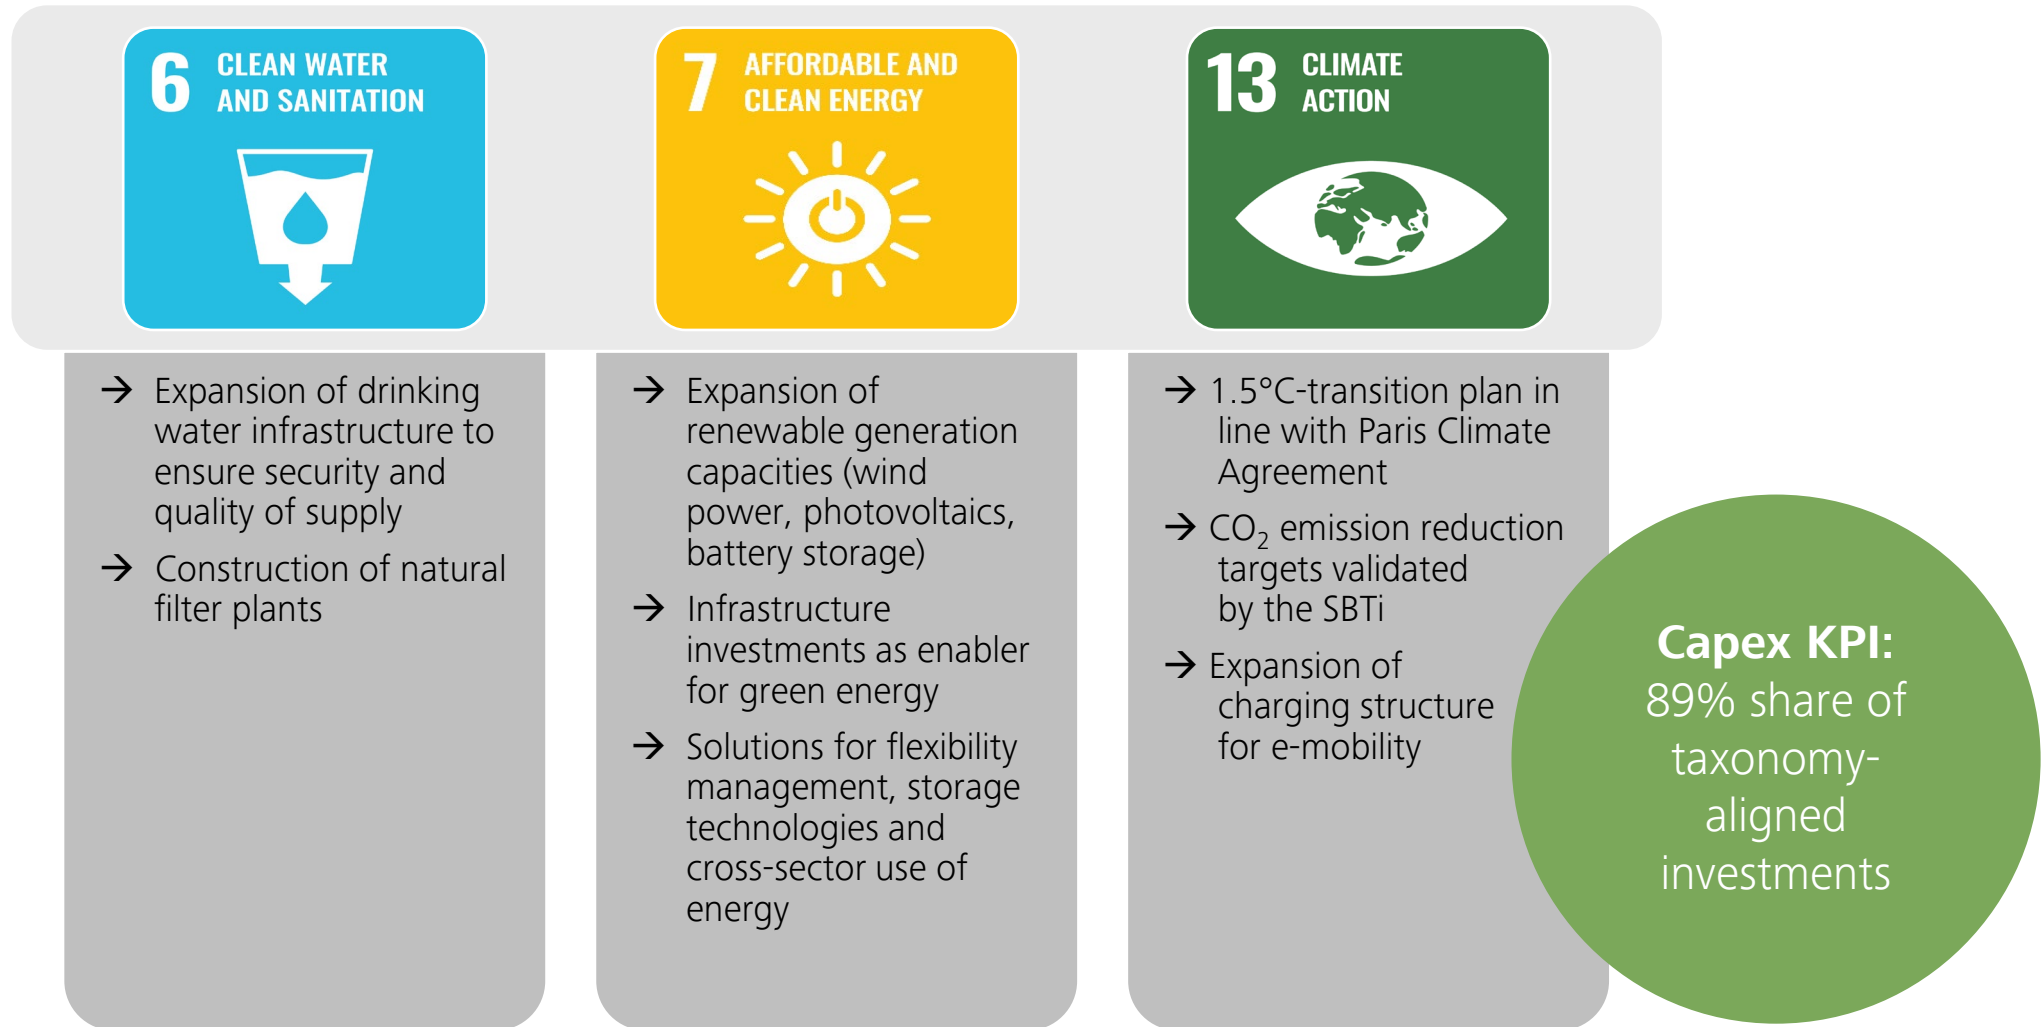 6 CLEAN WATER
AND SANITATION
7 AFFORDABLE AND
CLEAN ENERGY
13 CLIMATE
ACTION
→ Expansion of drinking
water infrastructure to
ensure security and
quality of supply
→ Construction of natural
filter plants
→ Expansion of
renewable generation
capacities (wind
power, photovoltaics,
battery storage)
→ Infrastructure
investments as enabler
for green energy
→ Solutions for flexibility
management, storage
technologies and
cross-sector use of
energy
→ 1.5°C-transition plan in
line with Paris Climate
Agreement
→ CO₂ emission reduction
targets validated
by the SBTi
→ Expansion of
charging structure
for e-mobility
Capex KPI:
89% share of
taxonomy-
aligned
investments